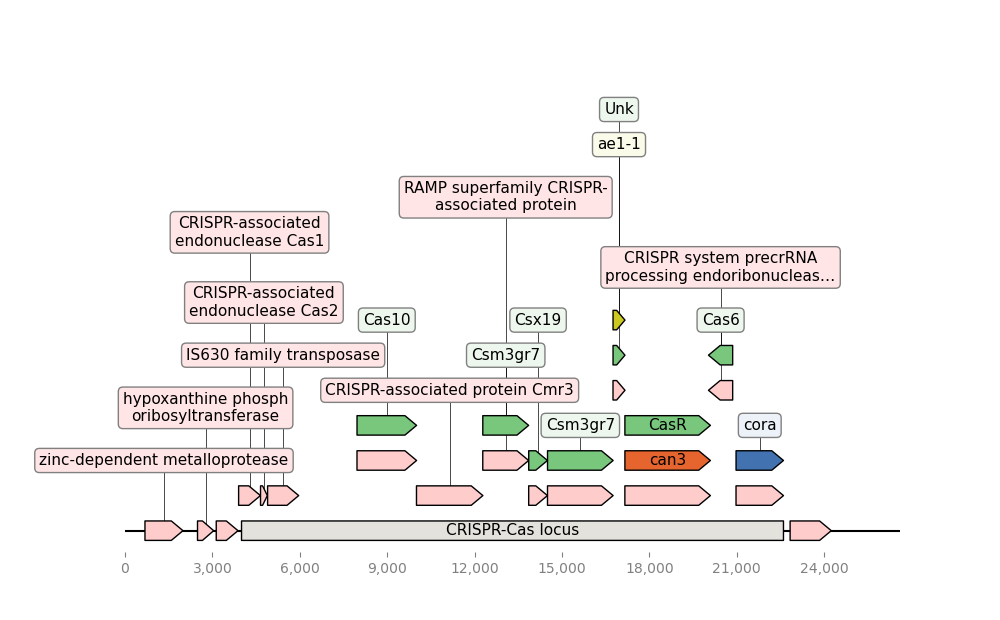 Unk
ae1-1
RAMP superfamily CRISPR-
associated protein
CRISPR-associated
endonuclease Cas1
CRISPR system precrRNA
processing endoribonucleas…
CRISPR-associated
endonuclease Cas2
Cas10
Csx19
Cas6
IS630 family transposase
Csm3gr7
CRISPR-associated protein Cmr3
hypoxanthine phosph
oribosyltransferase
Csm3gr7
CasR
cora
zinc-dependent metalloprotease
can3
CRISPR-Cas locus
0
3,000
6,000
9,000
12,000
15,000
18,000
21,000
24,000